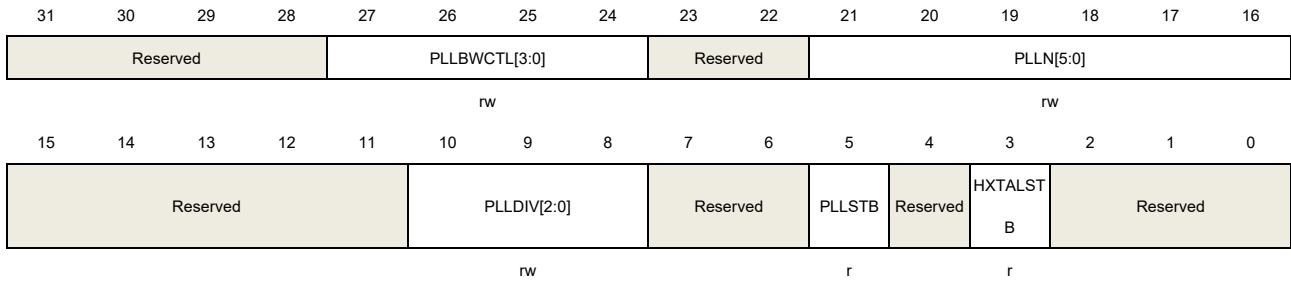 31 30 29 28 27 26 25 24 23 22 21 20 19 18 17 16
Reserved PLLBWCTL[3:0] Reserved PLLN[5:0]
rw rw
15 14 13 12 11 10 9 8 7 6 5 4 3 2 1 0
Reserved PLLDIV[2:0] Reserved PLLSTB Reserved HXTALST
B Reserved
rw r r